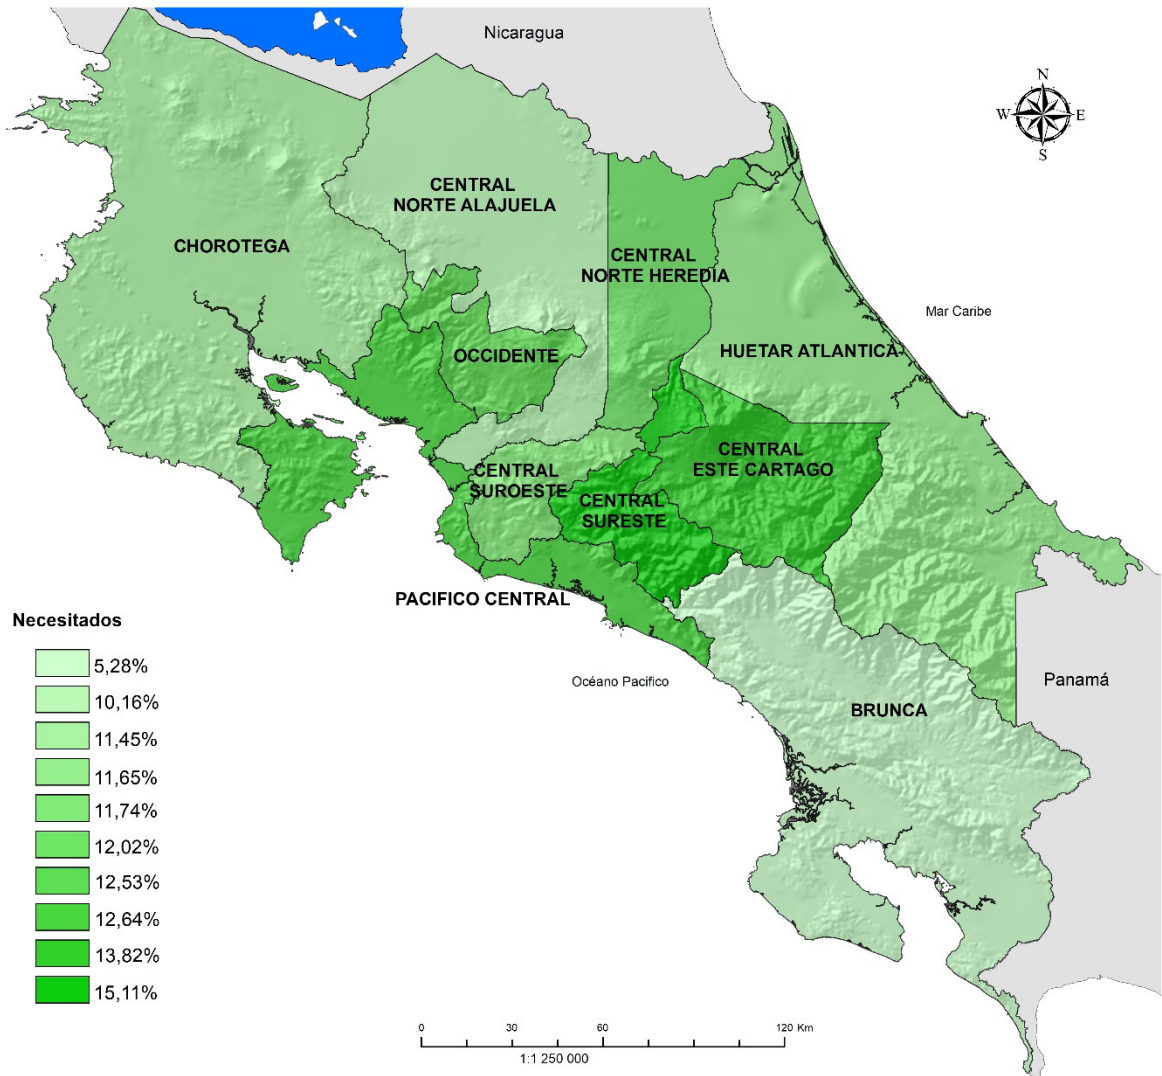 Nicaragua
N
W
E
S
CENTRAL
NORTE ALAJUELA
CHOROTEGA
CENTRAL
NORTE HEREDIA
Mar Caribe
OCCIDENTE
HUETAR ATLANTICA
CENTRAL
ESTE CARTAGO
CENTRAL
SUROESTE
CENTRAL
SURESTE
PACIFICO CENTRAL
Necesitados
5,28%
10,16%
11,45%
11,65%
11,74%
12,02%
12,53%
12,64%
13,82%
15,11%
Océano Pacifico
Panamá
BRUNCA
0 30 60 120 Km
1:1 250 000